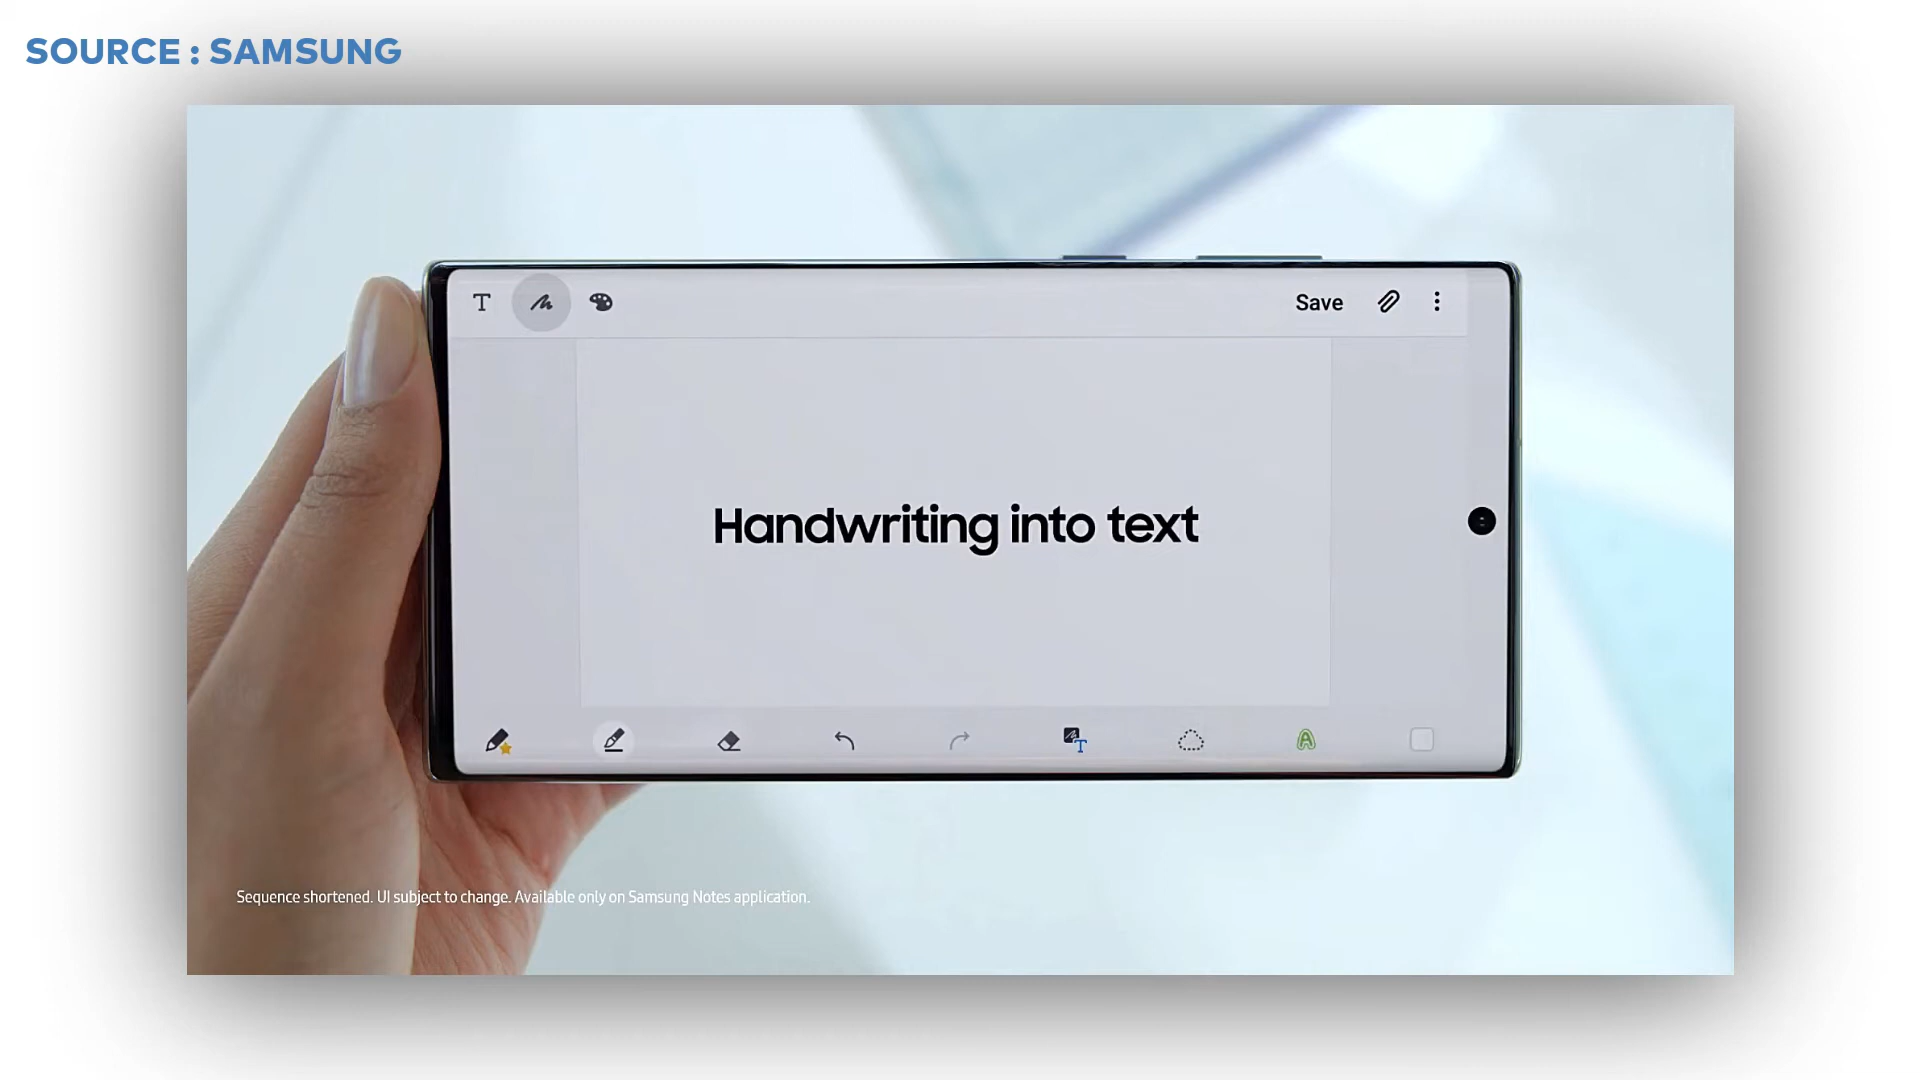 SOURCE : SAMSUNG
Save
Handwriting into text
Sequence shortened. UI subject to change. Available only on Samsung Notes application.